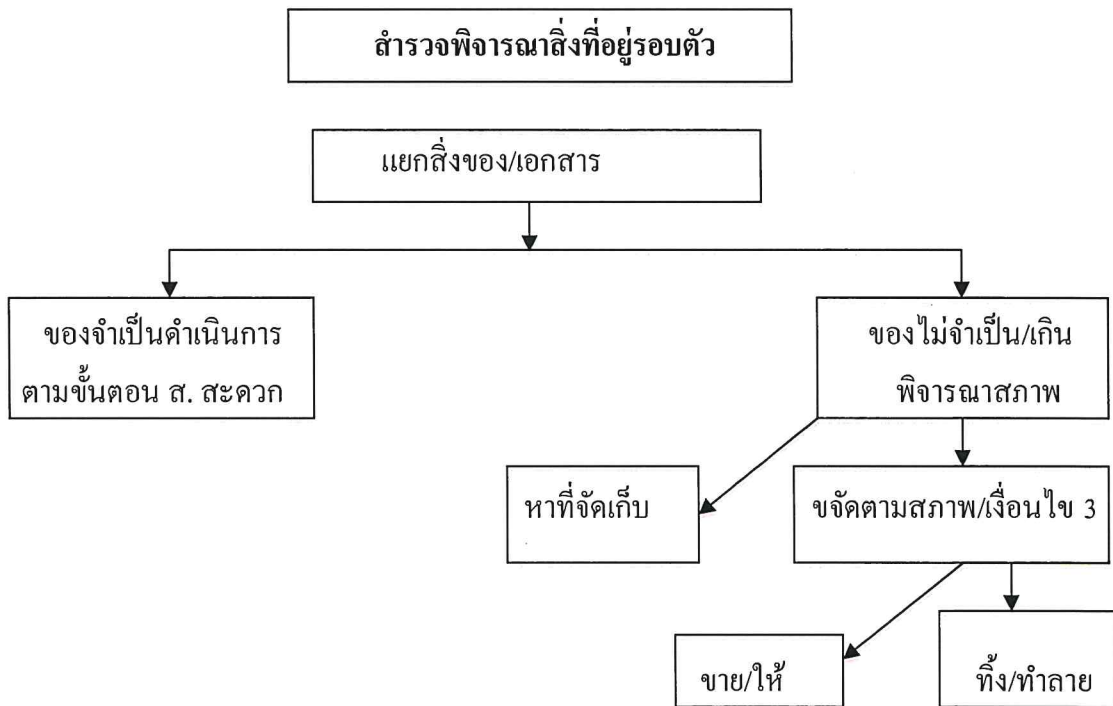 สำรวจพิจารณาสิ่งที่อยู่รอบตัว
แยกสิ่งของ/เอกสาร
ของจำเป็นดำเนินการ
ตามขั้นตอน ส. สะดวก
ของไม่จำเป็น/เกิน
พิจารณาสภาพ
หาที่จัดเก็บ
ขจัดตามสภาพ/เงื่อนไข 3
ขาย/ให้
ทิ้ง/ทำลาย